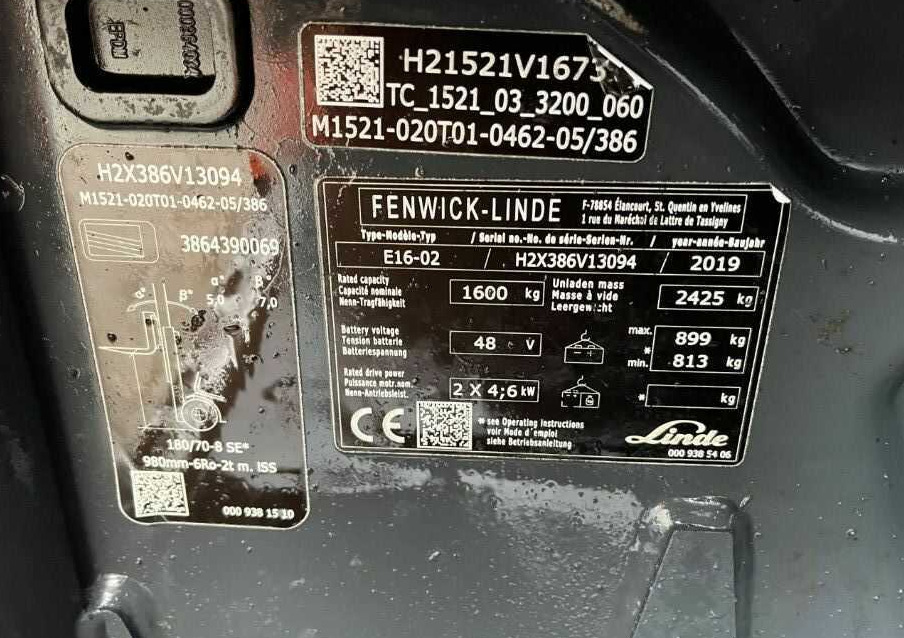 EPDM
H21521V1673
TC_1521_03_3200_060
M1521-020T01-0462-05/386
H2X386V13094
M1521-020T01-0462-05/386
3864390069
α° β°
5,0 7,0
α° β°
180/70-8 SE*
980mm-6Ro-2t m. ISS
000 938 15 10
FENWICK-LINDE
F-78854 Élancourt, St. Quentin en Yvelines
1 rue du Maréchal de Lattre de Tassigny
Type-Modèle-Typ / Serial no.-No. de série-Serien-Nr. / year-année-Baujahr
E16-02 / H2X386V13094 / 2019
Rated capacity
Capacité nominale
Nenn-Tragfähigkeit
1600 kg
Unladen mass
Masse à vide
Leergewicht
2425 kg
Battery voltage
Tension batterie
Batteriespannung
48 V
max. 899 kg
*
min. 813 kg
Rated drive power
Puissance motr.nom.
Nenn-Antriebsleist.
2 X 4,6 kW
* kg
CE
* see Operating instructions
voir Mode d'emploi
siehe Betriebsanleitung
Linde
000 938 54 06